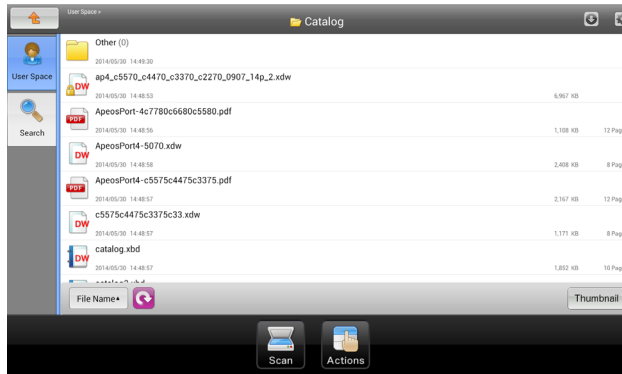 User Space >
Catalog
User Space
Search
Other (0)
2014/05/30 14:49:30
ap4_c5570_c4470_c3370_c2270_0907_14p_2.xdw
2014/05/30 14:48:53
6,967 KB
ApeosPort-4c7780c6680c5580.pdf
2014/05/30 14:48:56
1,108 KB 12 Pag
ApeosPort4-5070.xdw
2014/05/30 14:48:58
2,408 KB 8 Pag
ApeosPort4-c5575c4475c3375.pdf
2014/05/30 14:48:57
2,167 KB 12 Pag
c5575c4475c3375c33.xdw
2014/05/30 14:48:57
1,171 KB 8 Pag
catalog.xbd
2014/05/30 14:48:57
1,852 KB 10 Pag
DW
PDF
DW
PDF
DW
DW
File Name▲
Thumbnail
Scan
Actions